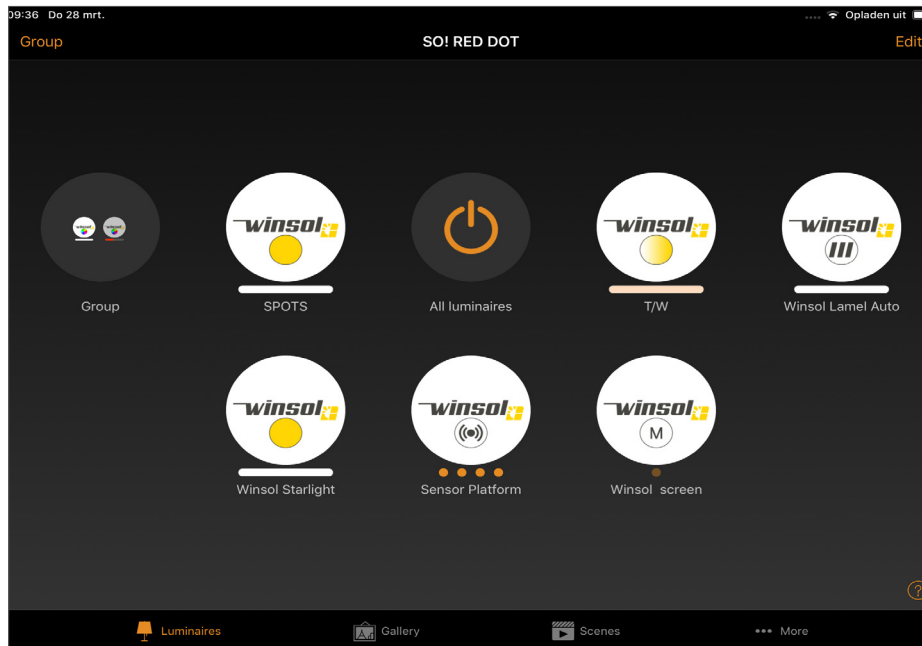 09:36 Do 28 mrt. Opladen uit
Group SO! RED DOT Edit
winsol winsol winsol
Group SPOTS All luminaires T/W Winsol Lamel Auto
winsol winsol winsol
M
Winsol Starlight Sensor Platform Winsol screen
?
Luminaires Gallery Scenes More